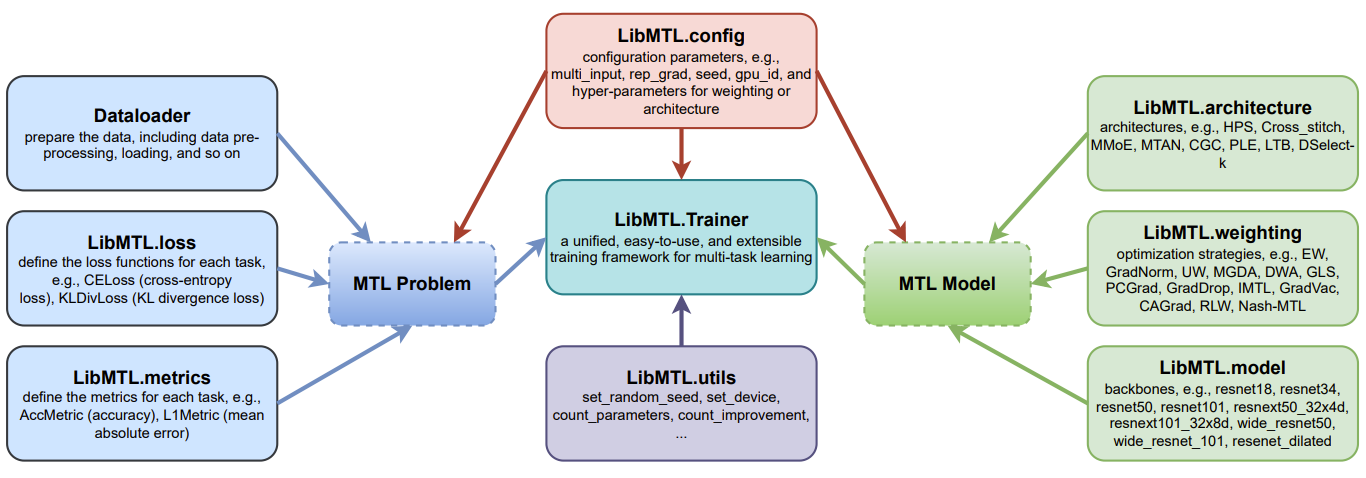 LibMTL.config
configuration parameters, e.g.,
multi_input, rep_grad, seed, gpu_id, and
hyper-parameters for weighting or
architecture
Dataloader
prepare the data, including data pre-
processing, loading, and so on
LibMTL.loss
define the loss functions for each task,
e.g., CELoss (cross-entropy
loss), KLDivLoss (KL divergence loss)
LibMTL.metrics
define the metrics for each task, e.g.,
AccMetric (accuracy), L1Metric (mean
absolute error)
MTL Problem
LibMTL.Trainer
a unified, easy-to-use, and extensible
training framework for multi-task learning
LibMTL.utils
set_random_seed, set_device,
count_parameters, count_improvement,
...
MTL Model
LibMTL.architecture
architectures, e.g., HPS, Cross_stitch,
MMoE, MTAN, CGC, PLE, LTB, DSelect-
k
LibMTL.weighting
optimization strategies, e.g., EW,
GradNorm, UW, MGDA, DWA, GLS,
PCGrad, GradDrop, IMTL, GradVac,
CAGrad, RLW, Nash-MTL
LibMTL.model
backbones, e.g., resnet18, resnet34,
resnet50, resnet101, resnext50_32x4d,
resnext101_32x8d, wide_resnet50,
wide_resnet_101, resenet_dilated